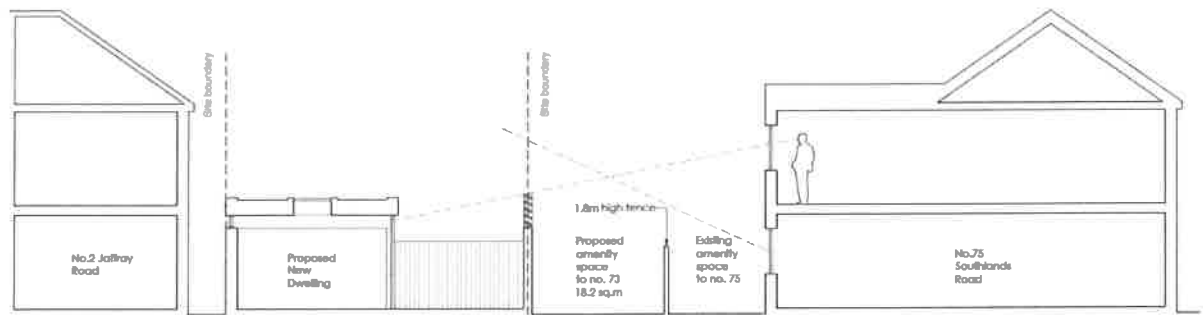 Site boundary
Site boundary
1.8m high fence
No.2 Jaffray
Road
Proposed
New
Dwelling
Proposed
amenity
space
to no. 73
18.2 sq.m
Existing
amenity
space
to no. 75
No.75
Southlands
Road